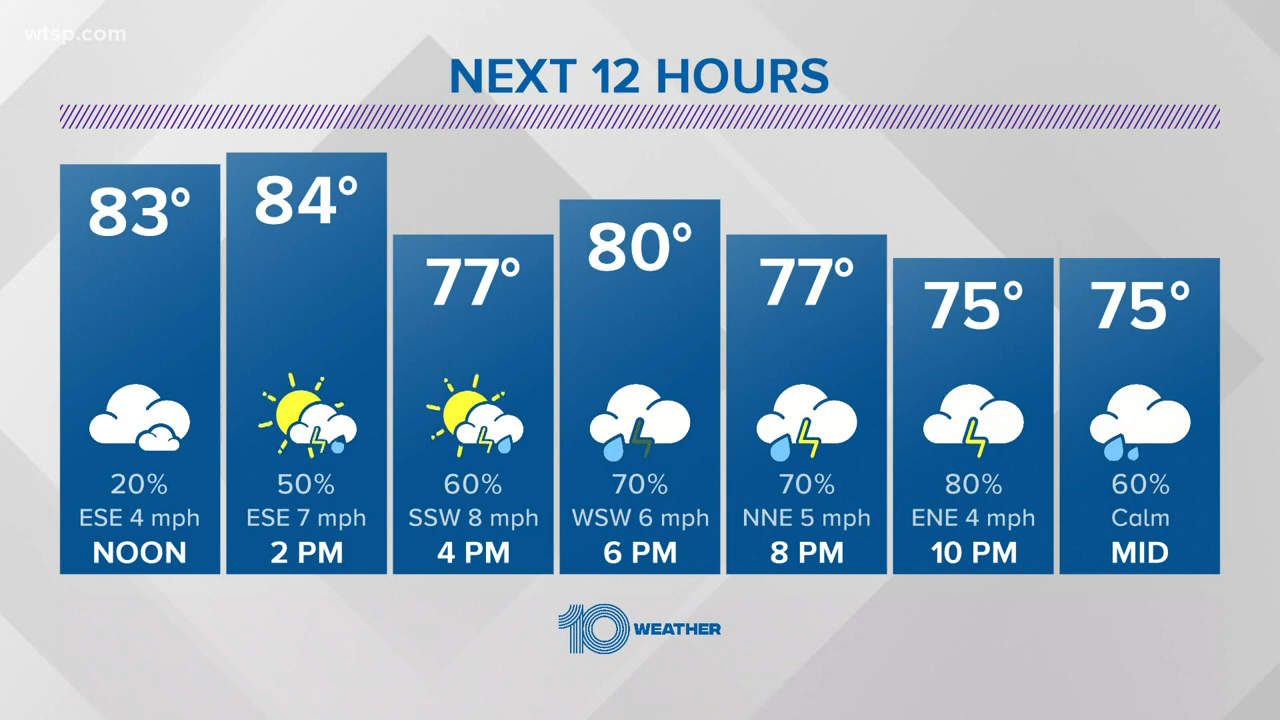 wtsp.com
NEXT 12 HOURS
83° 84° 77° 80° 77° 75° 75°
20% 50% 60% 70% 70% 80% 60%
ESE 4 mph ESE 7 mph SSW 8 mph WSW 6 mph NNE 5 mph ENE 4 mph Calm
NOON 2 PM 4 PM 6 PM 8 PM 10 PM MID
10 WEATHER